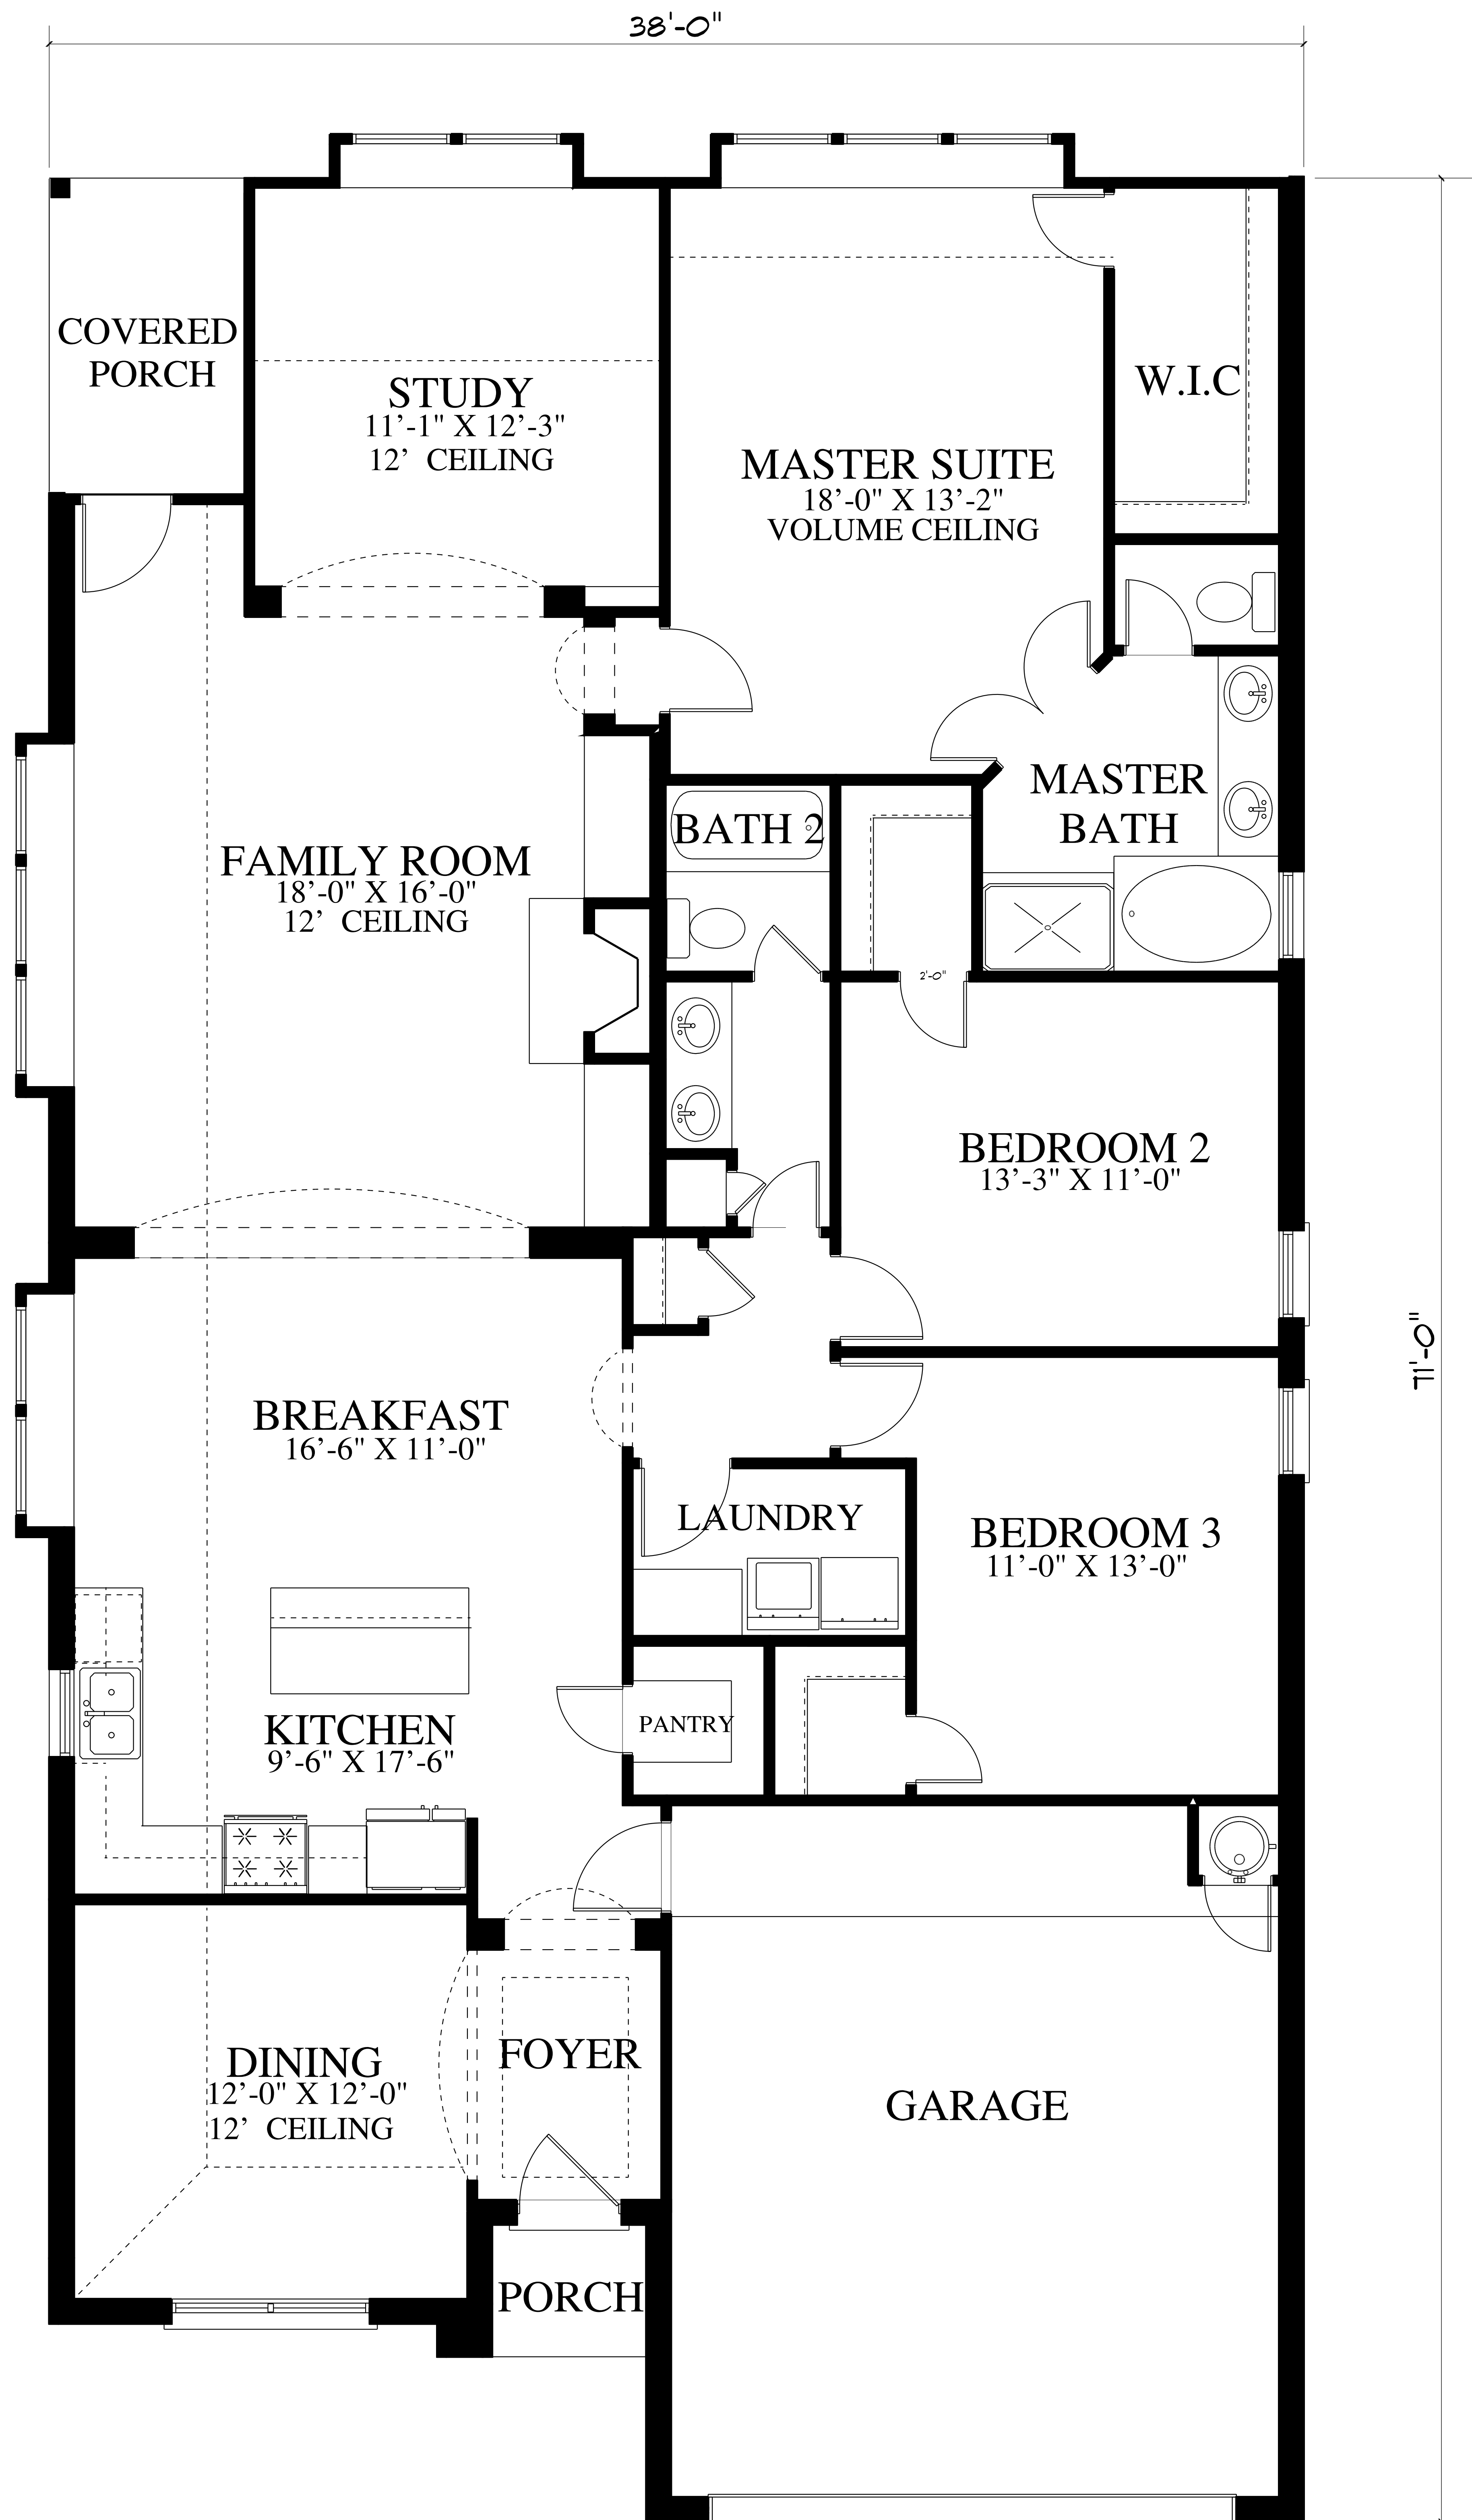 38'-0"
COVERED
PORCH
STUDY
11'-1" X 12'-3"
12' CEILING
W.I.C
MASTER SUITE
18'-0" X 13'-2"
VOLUME CEILING
MASTER
BATH
BATH 2
FAMILY ROOM
18'-0" X 16'-0"
12' CEILING
2'-0"
BEDROOM 2
13'-3" X 11'-0"
BREAKFAST
16'-6" X 11'-0"
LAUNDRY
BEDROOM 3
11'-0" X 13'-0"
KITCHEN
9'-6" X 17'-6"
PANTRY
DINING
12'-0" X 12'-0"
12' CEILING
FOYER
GARAGE
PORCH